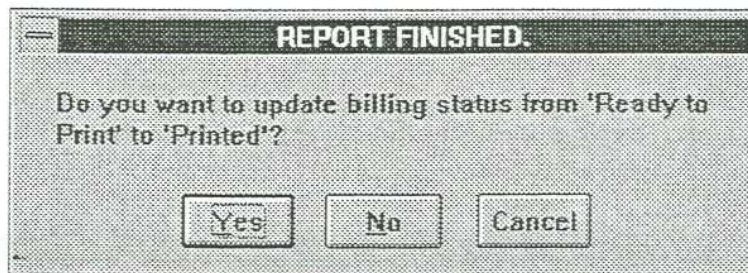 REPORT FINISHED.
Do you want to update billing status from 'Ready to
Print' to 'Printed'?
Yes No Cancel